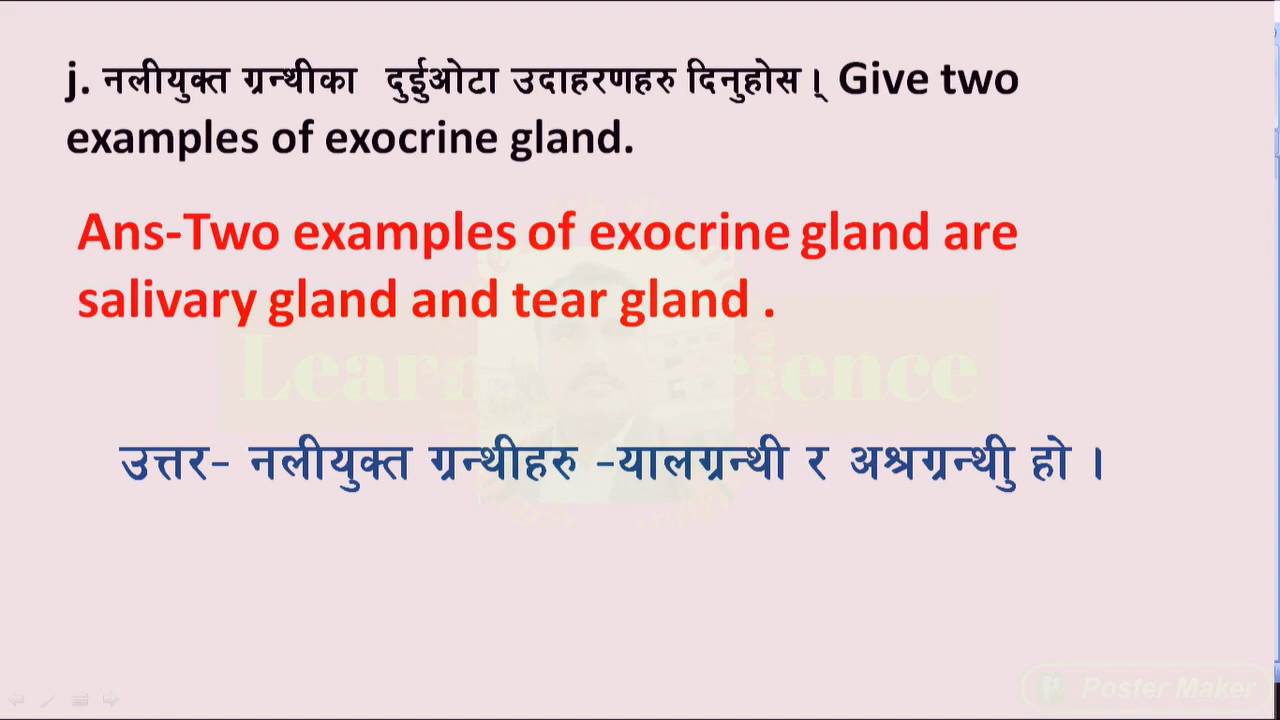 j. नलीयुक्त ग्रन्थीका दुईुओटा उदाहरणहरु दिनुहोस ्। Give two
examples of exocrine gland.
Ans-Two examples of exocrine gland are
salivary gland and tear gland .
उत्तर- नलीयुक्त ग्रन्थीहरु -यालग्रन्थी र अश्रग्रन्थीु हो ।
Poster Maker